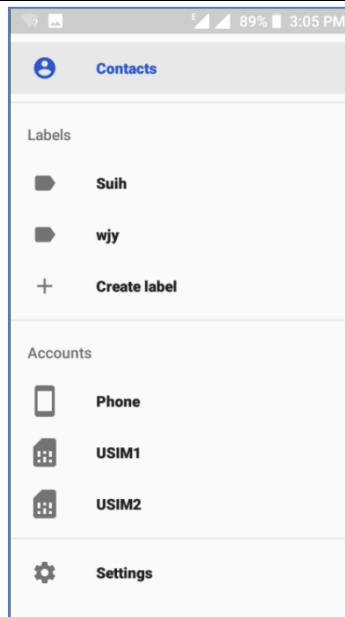 E 89% 3:05 PM
Contacts
Labels
Suih
wjy
Create label
Accounts
Phone
USIM1
USIM2
Settings